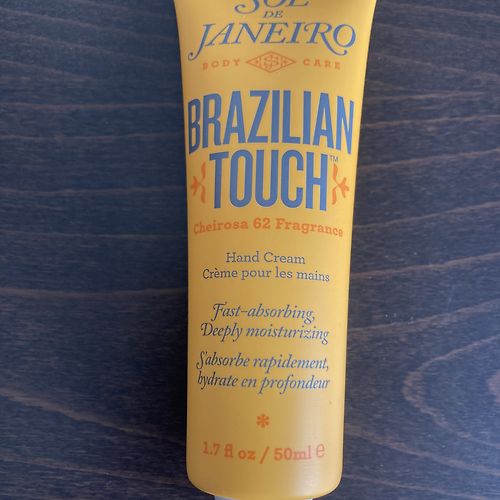 SOL
DE
JANEIRO
BODY CARE
BRAZILIAN
TOUCH™
Cheirosa 62 Fragrance
Hand Cream
Crème pour les mains
Fast-absorbing,
Deeply moisturizing
S'absorbe rapidement,
hydrate en profondeur
*
1.7 fl oz / 50ml e